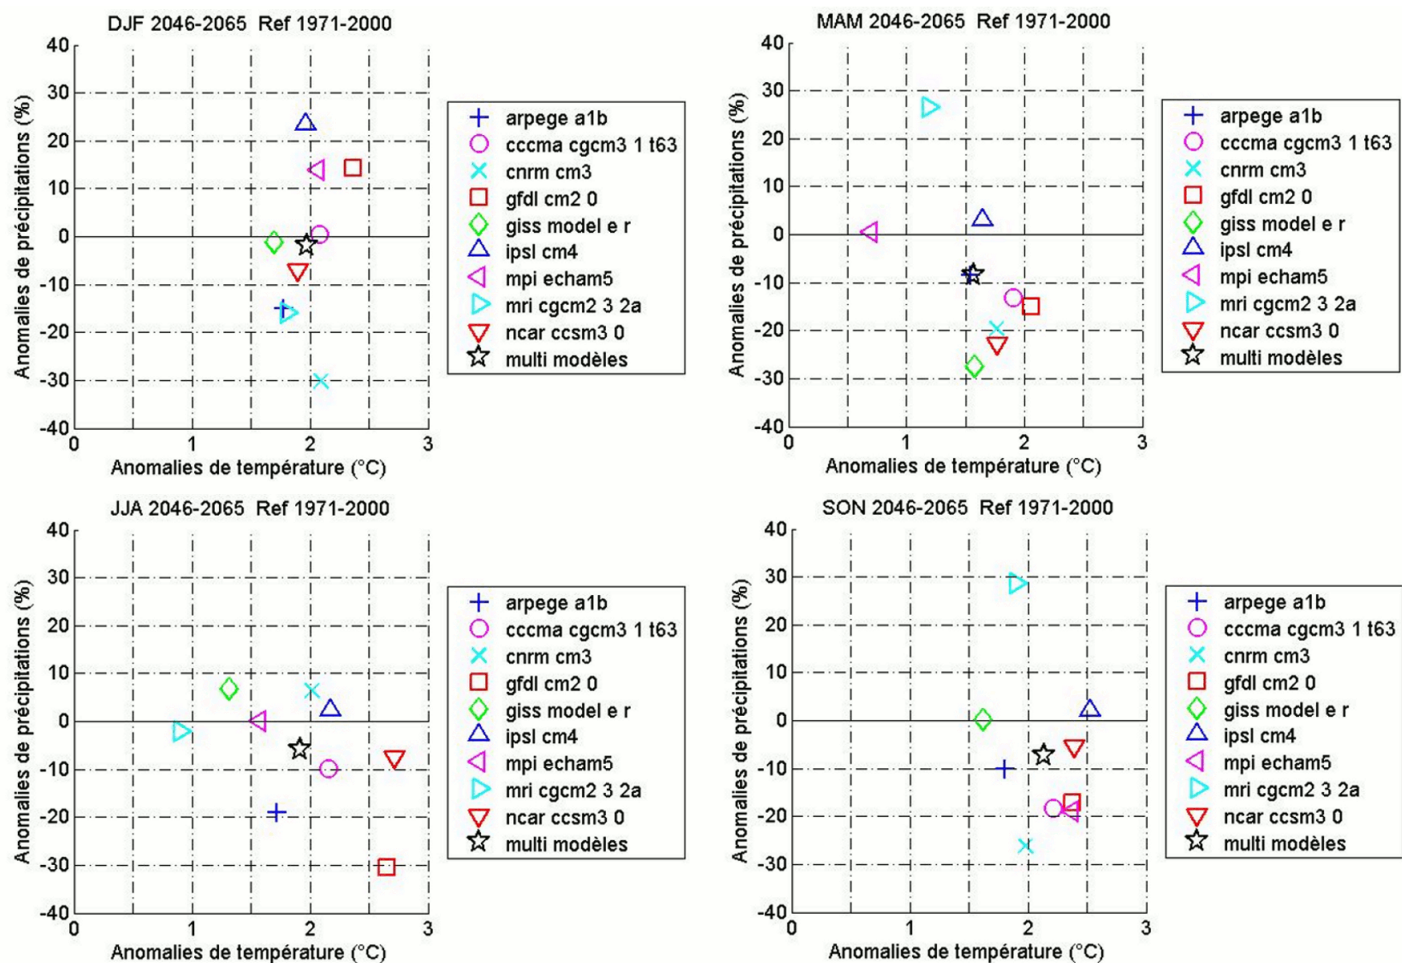 DJF 2046-2065 Ref 1971-2000
40
30
20
10
0
-10
-20
-30
-40
0 1 2 3
Anomalies de précipitations (%)
Anomalies de température (°C)
arpege a1b
cccma cgcm3 1 t63
cnrm cm3
gfdl cm2 0
giss model e r
ipsl cm4
mpi echam5
mri cgcm2 3 2a
ncar ccsm3 0
multi modèles
MAM 2046-2065 Ref 1971-2000
40
30
20
10
0
-10
-20
-30
-40
0 1 2 3
Anomalies de précipitations (%)
Anomalies de température (°C)
arpege a1b
cccma cgcm3 1 t63
cnrm cm3
gfdl cm2 0
giss model e r
ipsl cm4
mpi echam5
mri cgcm2 3 2a
ncar ccsm3 0
multi modèles
JJA 2046-2065 Ref 1971-2000
40
30
20
10
0
-10
-20
-30
-40
0 1 2 3
Anomalies de précipitations (%)
Anomalies de température (°C)
arpege a1b
cccma cgcm3 1 t63
cnrm cm3
gfdl cm2 0
giss model e r
ipsl cm4
mpi echam5
mri cgcm2 3 2a
ncar ccsm3 0
multi modèles
SON 2046-2065 Ref 1971-2000
40
30
20
10
0
-10
-20
-30
-40
0 1 2 3
Anomalies de précipitations (%)
Anomalies de température (°C)
arpege a1b
cccma cgcm3 1 t63
cnrm cm3
gfdl cm2 0
giss model e r
ipsl cm4
mpi echam5
mri cgcm2 3 2a
ncar ccsm3 0
multi modèles